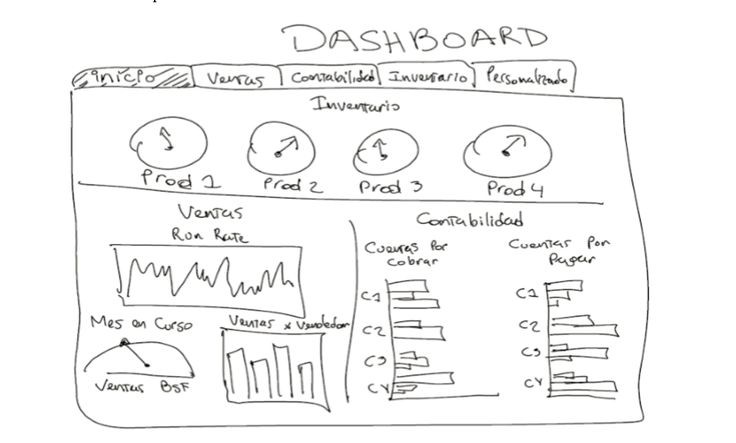 DASHBOARD
inicio Ventas Contabilidad Inventario Personalizado
Inventario
Prod 1 Prod 2 Prod 3 Prod 4
Ventas
Run Rate
Mes en Curso
Ventas BSF
Ventas x Vendedor
Contabilidad
Cuentas Por
Cobrar
C1
C2
C3
C4
Cuentas Por
Pagar
C1
C2
C3
C4